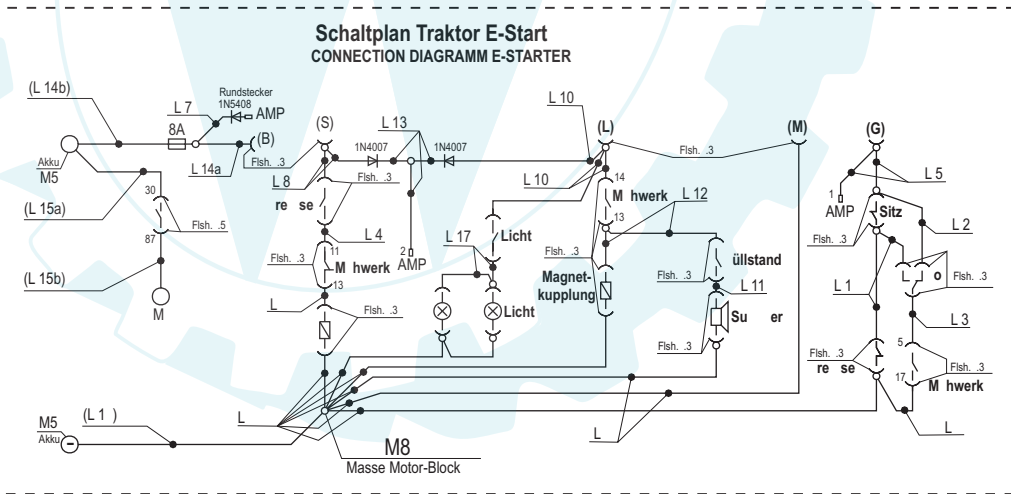 Schaltplan Traktor E-Start
CONNECTION DIAGRAMM E-STARTER
(L 14b)
L 7
Rundstecker
1N5408
AMP
8A
(B)
Akku
M5
L 14a
Flsh. .3
(L 15a)
30
Flsh. .5
87
(L 15b)
M
(S)
L 13
1N4007
1N4007
L 8
Flsh. .3
re se
L 4
11
Flsh. .3
M hwerk
13
L
Flsh. .3
2
AMP
L 10
(L)
Flsh. .3
(M)
L 10
14
M hwerk
13
L 12
Licht
L 17
Flsh. .3
Magnet-
kupplung
Licht
üllstand
Flsh. .3
L 11
Su er
Flsh. .3
(G)
L 5
1
AMP
Sitz
Flsh. .3
L 2
o
Flsh. .3
L 1
L 3
Flsh. .3
re se
5
Flsh. .3
17
M hwerk
L
L
L
M5
Akku
(L 1 )
M8
Masse Motor-Block